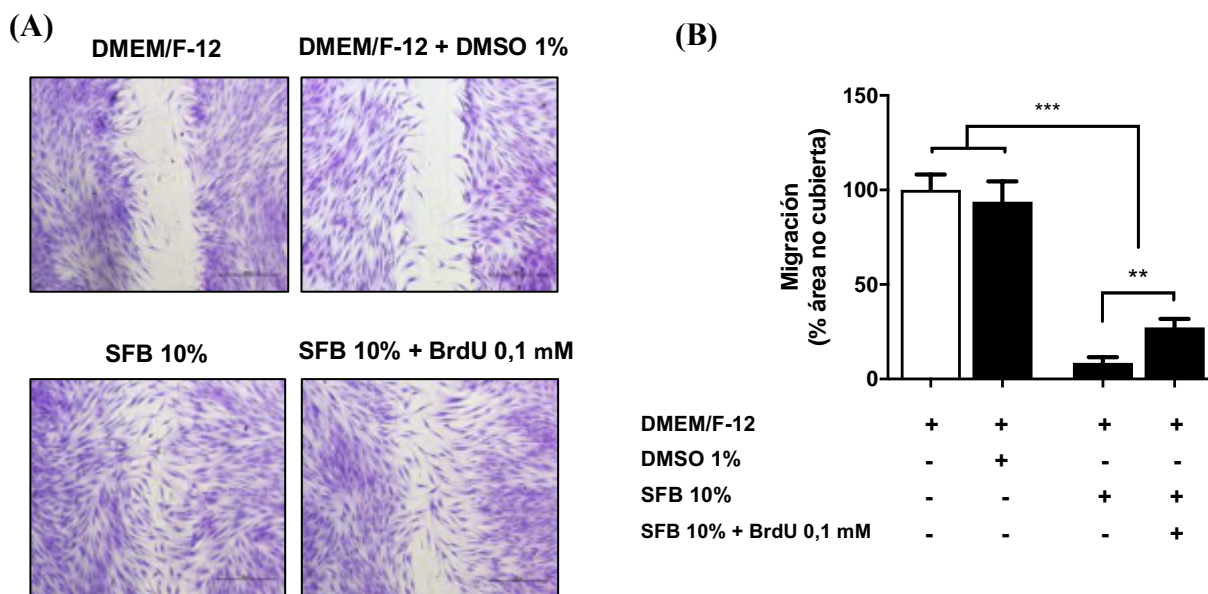 (A)
DMEM/F-12
DMEM/F-12 + DMSO 1%
SFB 10%
SFB 10% + BrdU 0,1 mM
(B)
Migración
(% área no cubierta)
150
100
50
0
***
**
DMEM/F-12 + + + +
DMSO 1% - + - -
SFB 10% - - + +
SFB 10% + BrdU 0,1 mM - - - +